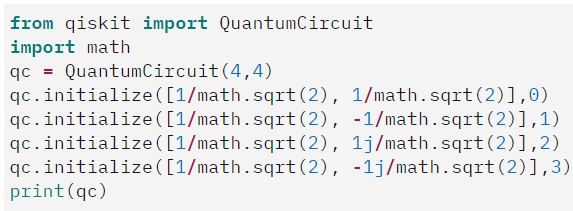 from qiskit import QuantumCircuit
import math
qc = QuantumCircuit(4,4)
qc.initialize([1/math.sqrt(2), 1/math.sqrt(2)],0)
qc.initialize([1/math.sqrt(2), -1/math.sqrt(2)],1)
qc.initialize([1/math.sqrt(2), 1j/math.sqrt(2)],2)
qc.initialize([1/math.sqrt(2), -1j/math.sqrt(2)],3)
print(qc)